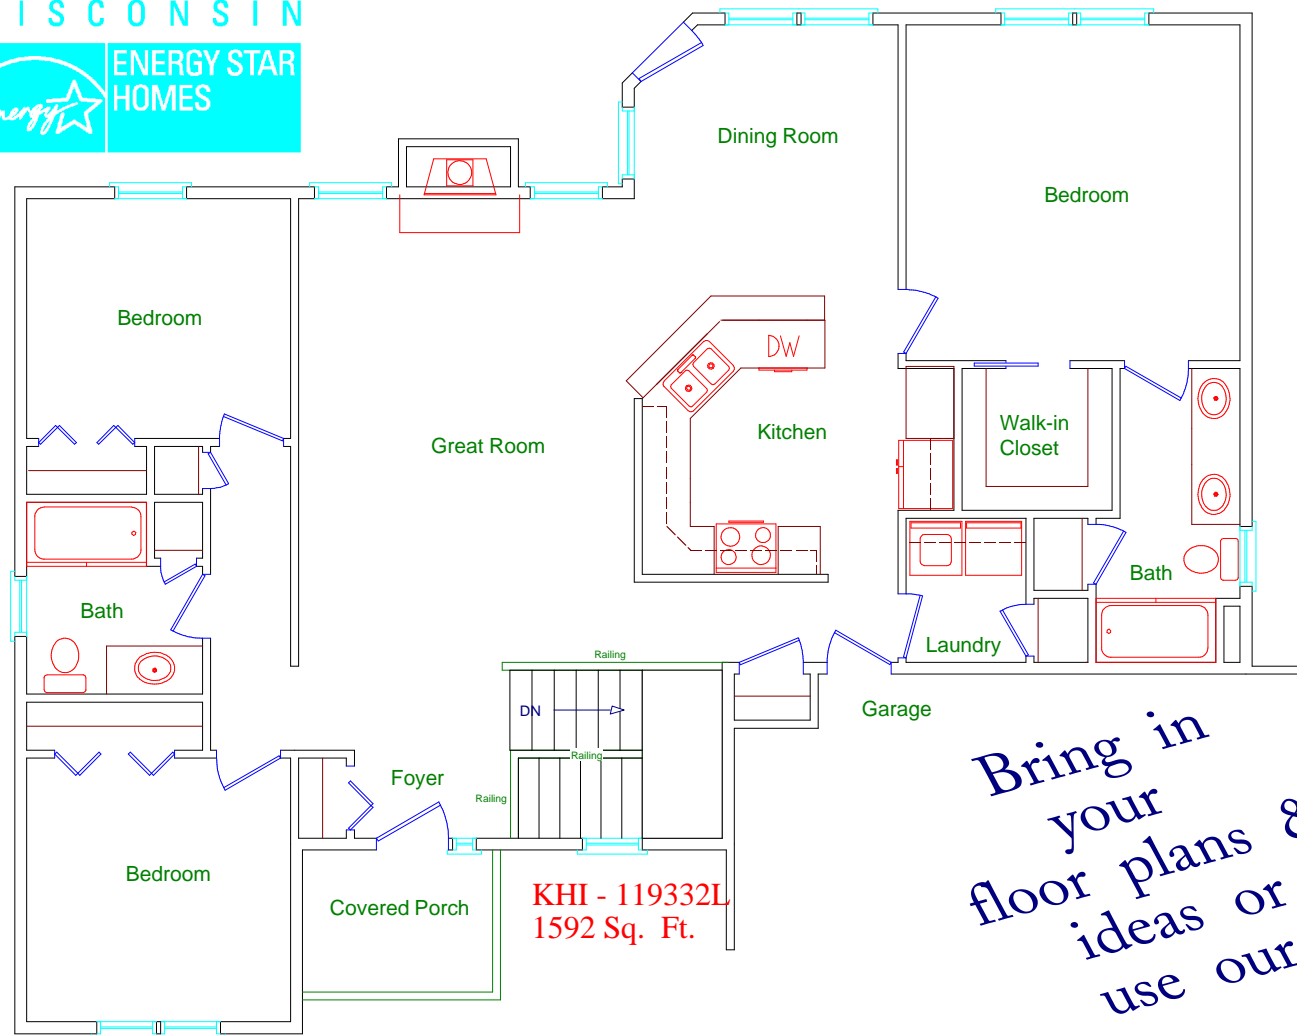 ISCONSIN
ENERGY STAR
HOMES
energy
Dining Room
Bedroom
Bedroom
DW
Great Room
Kitchen
Walk-in
Closet
Bath
Bath
Laundry
Railing
DN
Railing
Garage
Foyer
Railing
Bedroom
Covered Porch
KHI - 119332L
1592 Sq. Ft.
Bring in
your
floor plans &
ideas or
use our